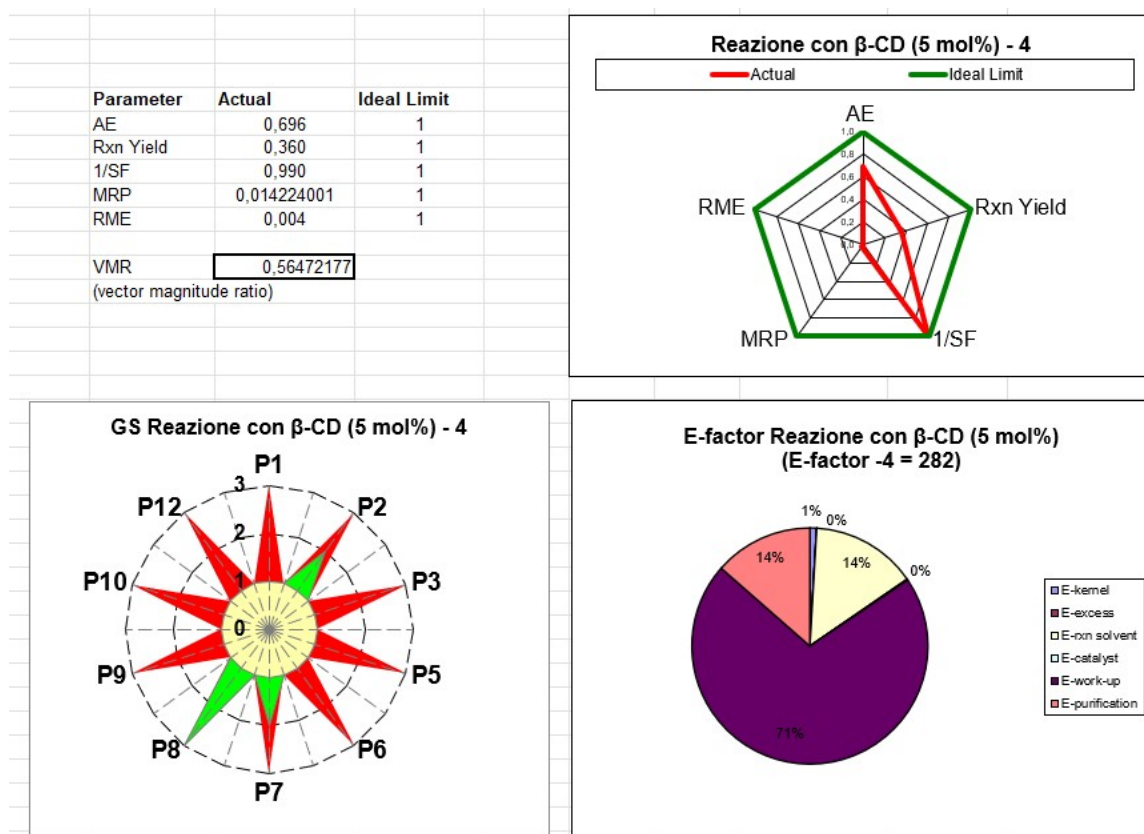 Parameter Actual Ideal Limit
AE 0,696 1
Rxn Yield 0,360 1
1/SF 0,990 1
MRP 0,014224001 1
RME 0,004 1
VMR 0,56472177
(vector magnitude ratio)
Reazione con β-CD (5 mol%) - 4
Actual Ideal Limit
AE
1,0
0,8
0,6
0,4
0,2
0,0
RME
Rxn Yield
MRP
1/SF
GS Reazione con β-CD (5 mol%) - 4
P1
3
P12
P2
2
P10
1
P3
0
P9
P5
P8
P6
P7
E-factor Reazione con β-CD (5 mol%)
(E-factor -4 = 282)
1%
0%
14%
14%
0%
71%
E-kernel
E-excess
E-rxn solvent
E-catalyst
E-work-up
E-purification